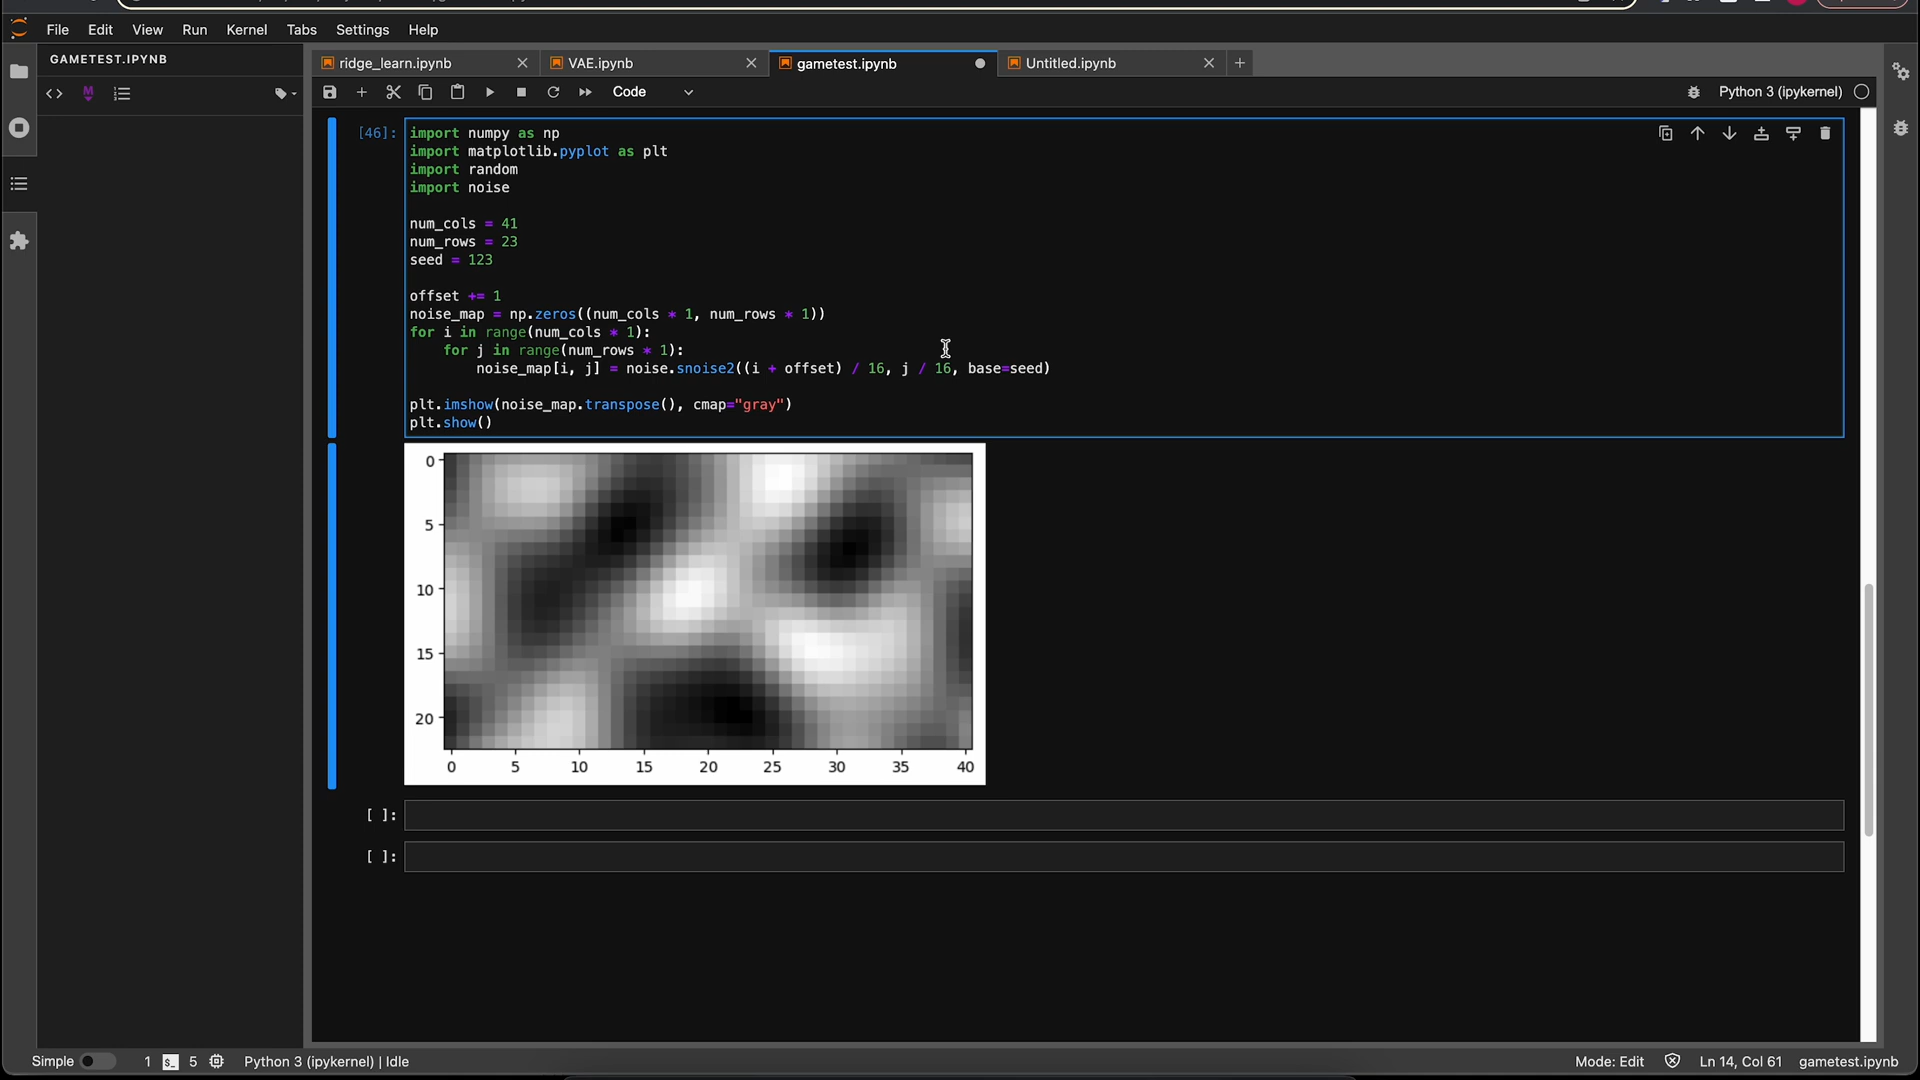 File Edit View Run Kernel Tabs Settings Help
GAMETEST.IPYNB
ridge_learn.ipynb
VAE.ipynb
gametest.ipynb
Untitled.ipynb
Code
Python 3 (ipykernel)
[46]:
import numpy as np
import matplotlib.pyplot as plt
import random
import noise
num_cols = 41
num_rows = 23
seed = 123
offset += 1
noise_map = np.zeros((num_cols * 1, num_rows * 1))
for i in range(num_cols * 1):
for j in range(num_rows * 1):
noise_map[i, j] = noise.snoise2((i + offset) / 16, j / 16, base=seed)
plt.imshow(noise_map.transpose(), cmap="gray")
plt.show()
0
5
10
15
20
0 5 10 15 20 25 30 35 40
[ ]:
[ ]:
Simple 1 5 Python 3 (ipykernel) | Idle Mode: Edit Ln 14, Col 61 gametest.ipynb